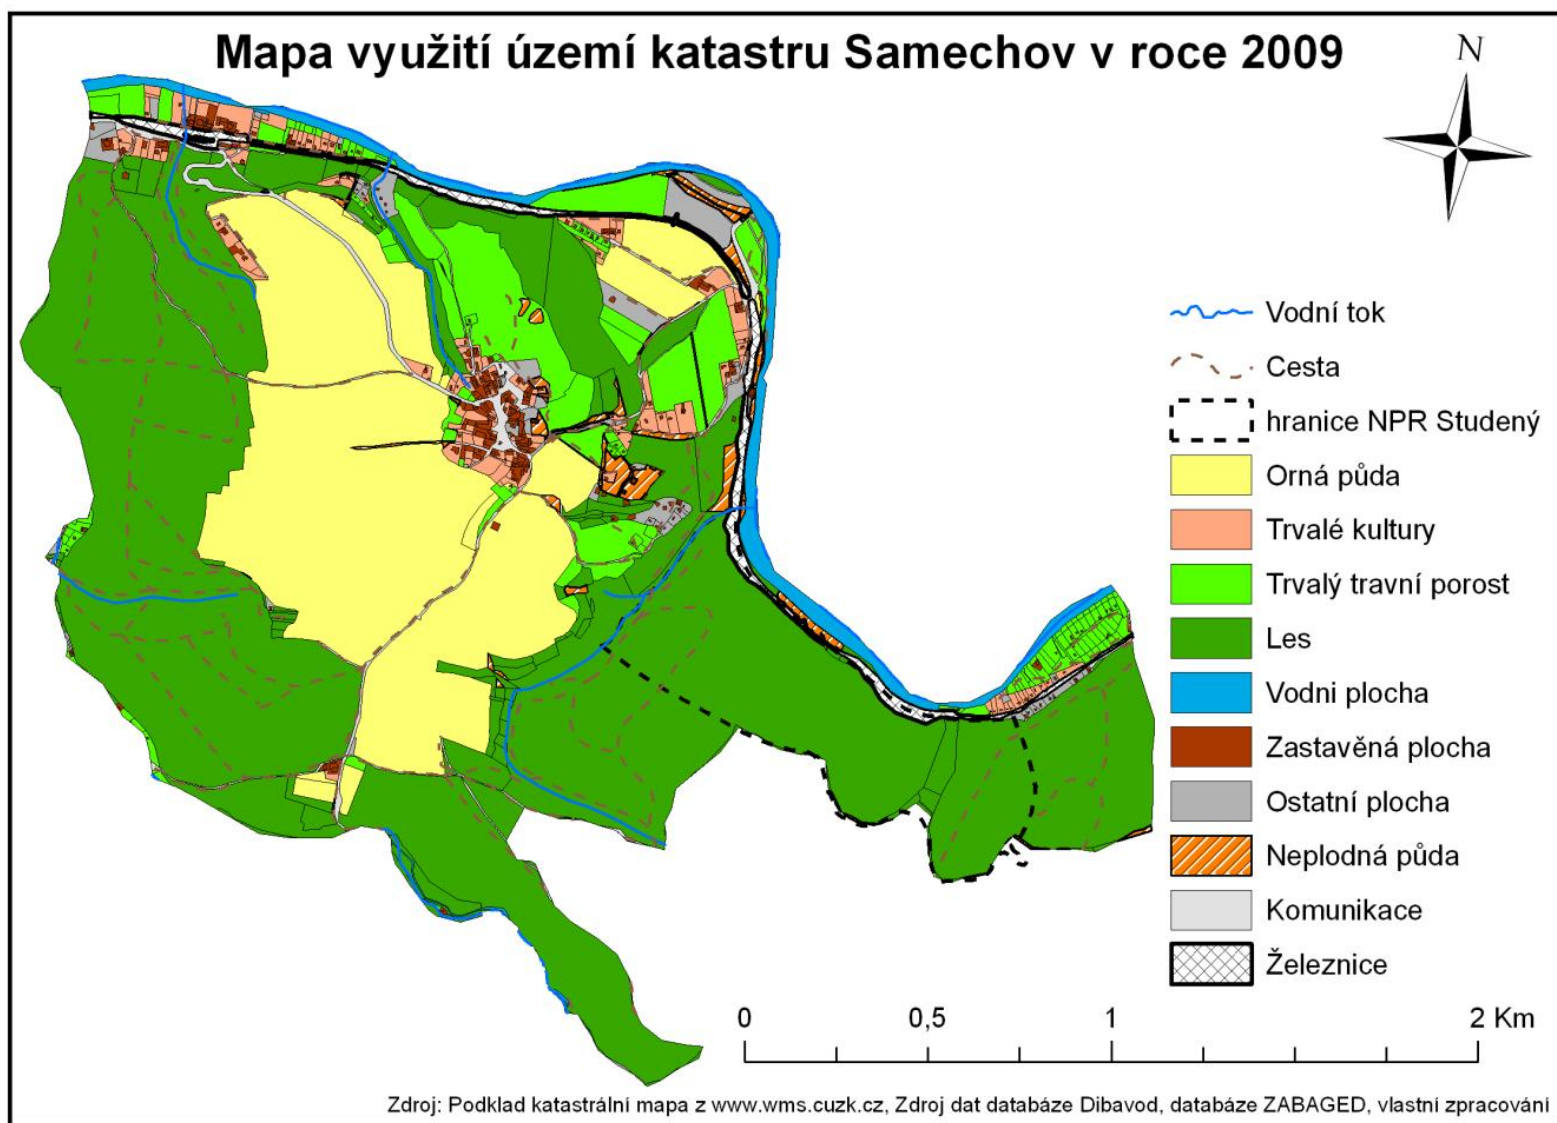 Mapa využití území katastru Samechov v roce 2009
N
Vodní tok
Cesta
hranice NPR Studený
Orná půda
Trvalé kultury
Trvalý travní porost
Les
Vodni plocha
Zastavěná plocha
Ostatní plocha
Neplodná půda
Komunikace
Železnice
0 0,5 1 2 Km
Zdroj: Podklad katastrální mapa z www.wms.cuzk.cz, Zdroj dat databáze Dibavod, databáze ZABAGED, vlastní zpracování